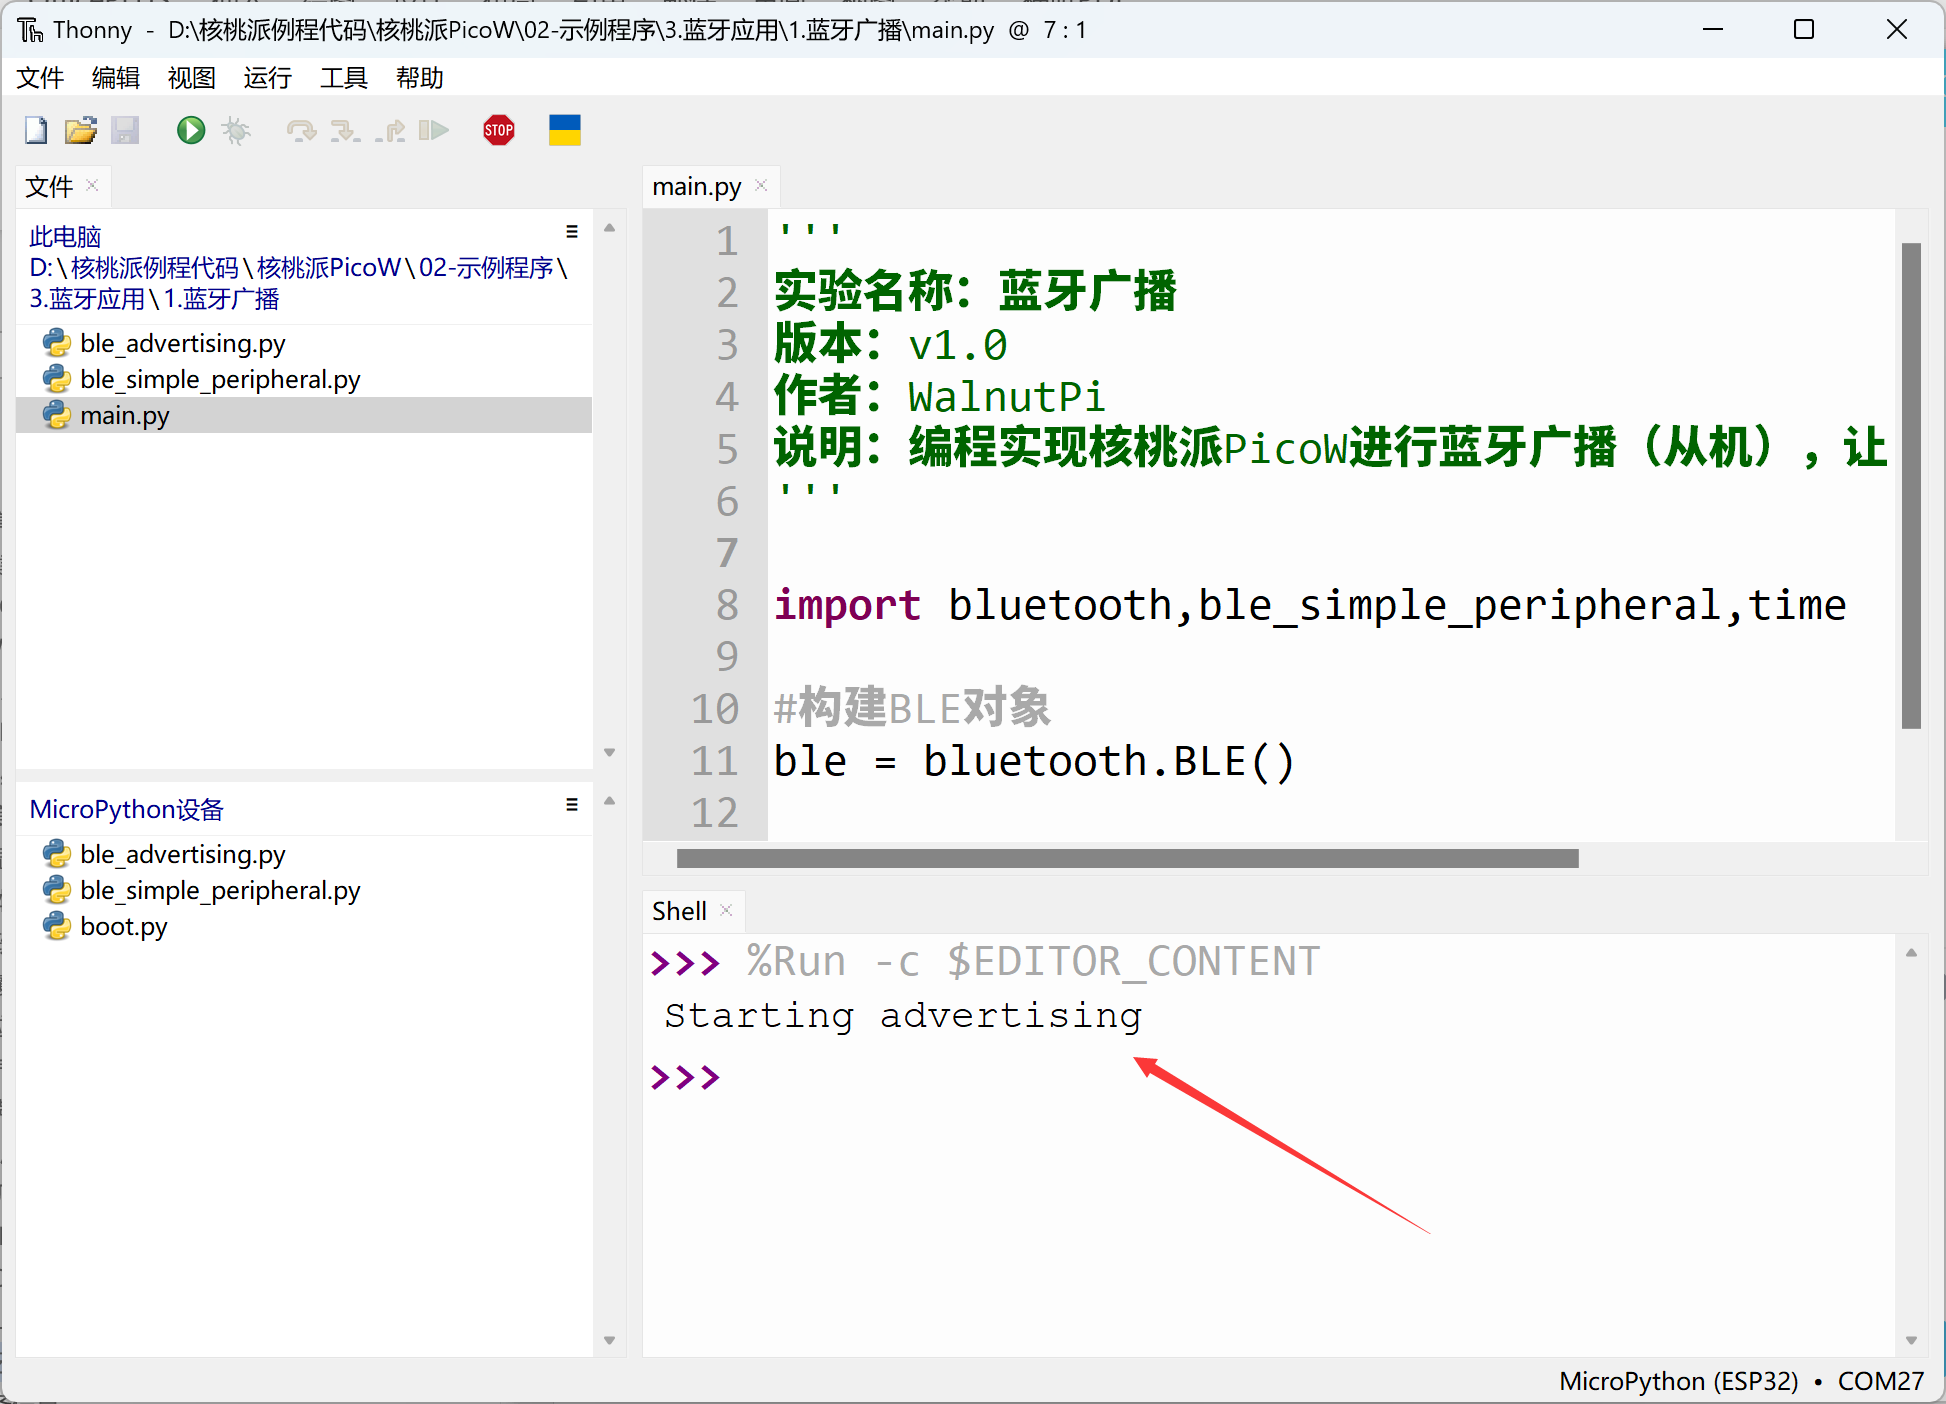 Thonny - D:\核桃派例程代码\核桃派PicoW\02-示例程序\3.蓝牙应用\1.蓝牙广播\main.py @ 7 : 1
文件 编辑 视图 运行 工具 帮助
STOP
文件
此电脑
D:\核桃派例程代码\核桃派PicoW\02-示例程序\
3.蓝牙应用\1.蓝牙广播
ble_advertising.py
ble_simple_peripheral.py
main.py
MicroPython设备
ble_advertising.py
ble_simple_peripheral.py
boot.py
main.py
1 '''
2 实验名称：蓝牙广播
3 版本：v1.0
4 作者：WalnutPi
5 说明：编程实现核桃派PicoW进行蓝牙广播（从机），让
6 '''
7
8 import bluetooth,ble_simple_peripheral,time
9
10 #构建BLE对象
11 ble = bluetooth.BLE()
12
Shell
>>> %Run -c $EDITOR_CONTENT
Starting advertising
>>>
MicroPython (ESP32) • COM27